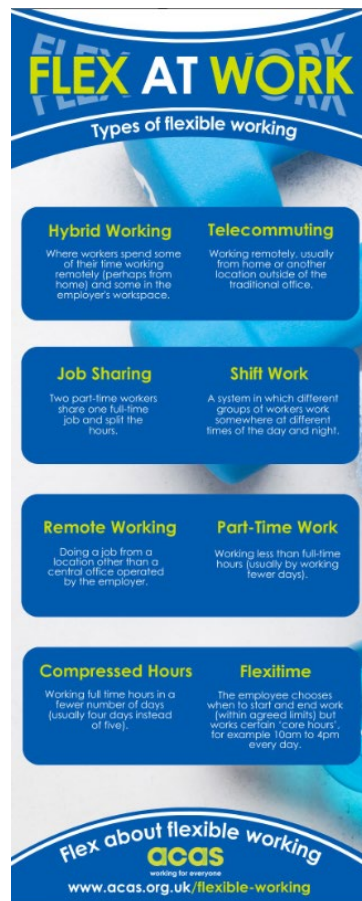 FLEX AT WORK
Types of flexible working
Hybrid Working
Where workers spend some
of their time working
remotely (perhaps from
home) and some in the
employer's workspace.
Telecommuting
Working remotely, usually
from home or another
location outside of the
traditional office.
Job Sharing
Two part-time workers
share one full-time
job and split the
hours.
Shift Work
A system in which different
groups of workers work
somewhere at different
times of the day and night.
Remote Working
Doing a job from a
location other than a
central office operated
by the employer.
Part-Time Work
Working less than full-time
hours (usually by working
fewer days).
Compressed Hours
Working full time hours in a
fewer number of days
(usually four days instead
of five).
Flexitime
The employee chooses
when to start and end work
(within agreed limits) but
works certain 'core hours',
for example 10am to 4pm
every day.
Flex about flexible working
acas
working for everyone
www.acas.org.uk/flexible-working